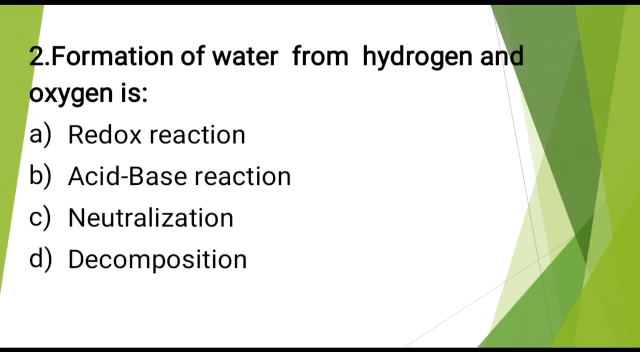 2.Formation of water from hydrogen and
oxygen is:
a) Redox reaction
b) Acid-Base reaction
c) Neutralization
d) Decomposition